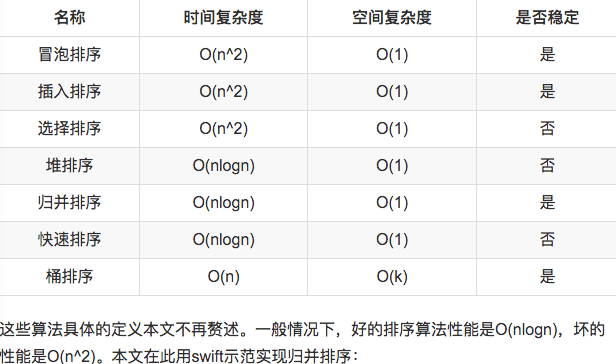 名称 时间复杂度 空间复杂度 是否稳定
冒泡排序 O(n^2) O(1) 是
插入排序 O(n^2) O(1) 是
选择排序 O(n^2) O(1) 否
堆排序 O(nlogn) O(1) 否
归并排序 O(nlogn) O(1) 是
快速排序 O(nlogn) O(1) 否
桶排序 O(n) O(k) 是
这些算法具体的定义本文不再赘述。一般情况下，好的排序算法性能是O(nlogn)，坏的
性能是O(n^2)。本文在此用swift示范实现归并排序：